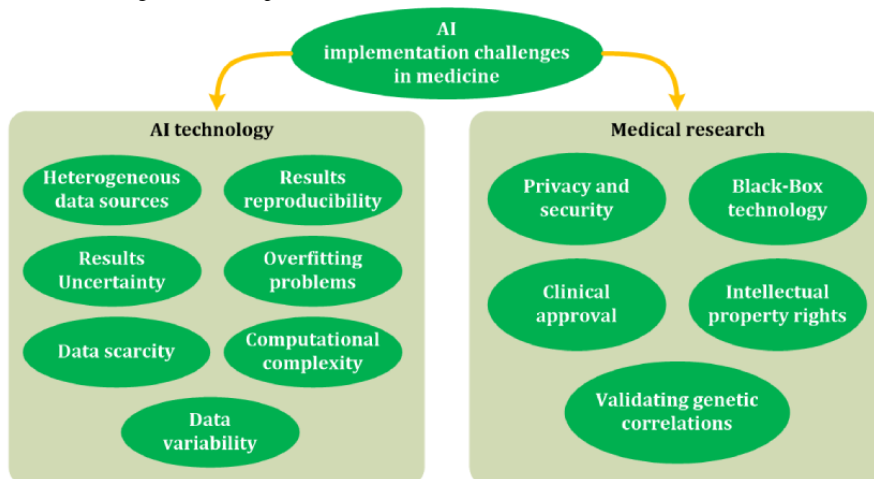 AI
implementation challenges
in medicine
AI technology
Heterogeneous
data sources
Results
reproducibility
Results
Uncertainty
Overfitting
problems
Data scarcity
Computational
complexity
Data
variability
Medical research
Privacy and
security
Black-Box
technology
Clinical
approval
Intellectual
property rights
Validating genetic
correlations